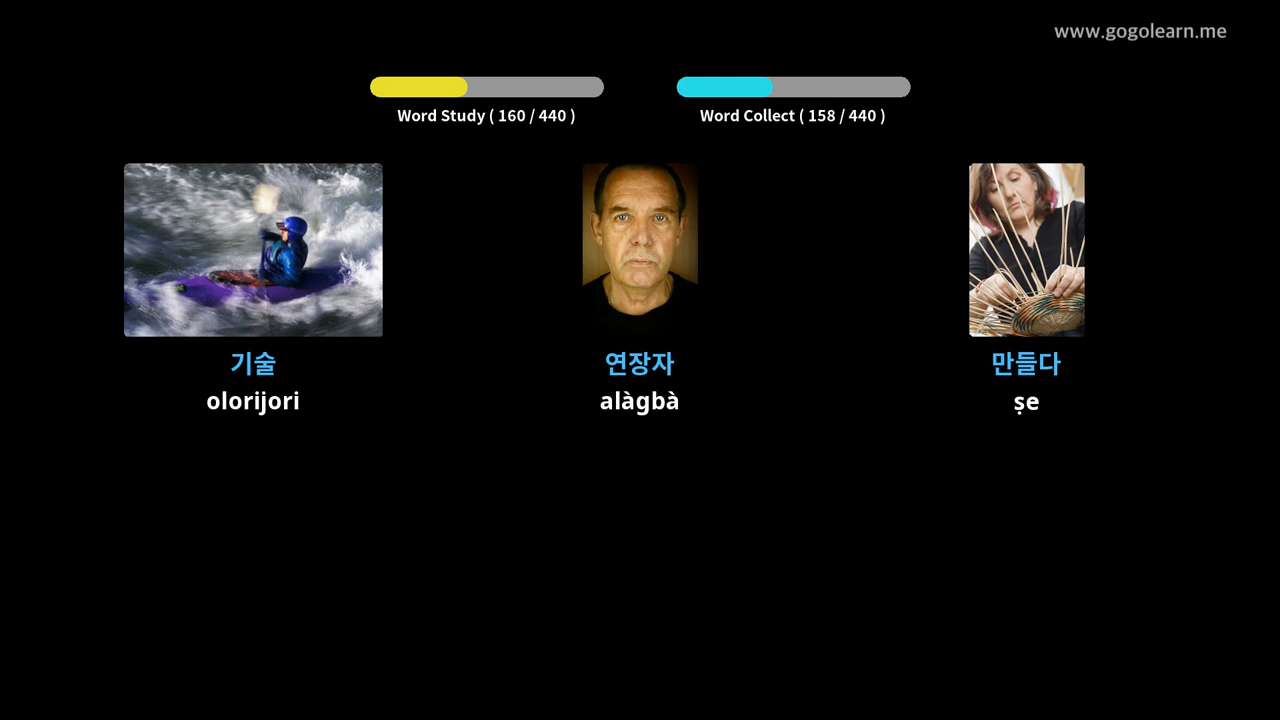 www.gogolearn.me
Word Study ( 160 / 440 )
Word Collect ( 158 / 440 )
기술
olorijori
연장자
alàgbà
만들다
ṣe